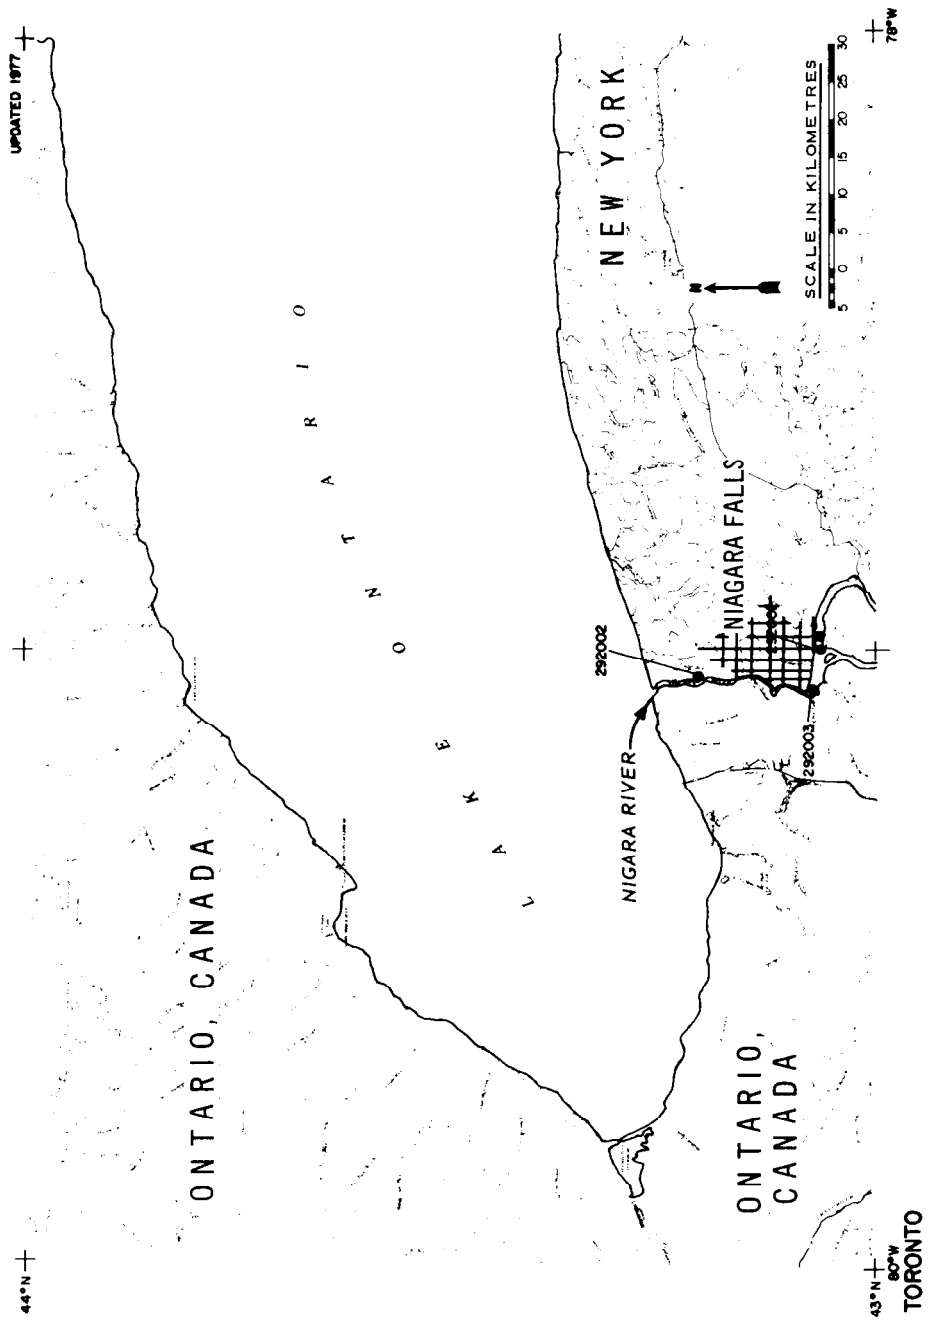 UPDATED 1977
44°N
ONTARIO, CANADA
LAKE ONTARIO
NEW YORK
NIGARA RIVER
292002
NIAGARA FALLS
292003
ONTARIO,
CANADA
SCALE IN KILOMETRES
5 0 5 10 15 20 25 30
N
43°N
80°W
78°W
TORONTO